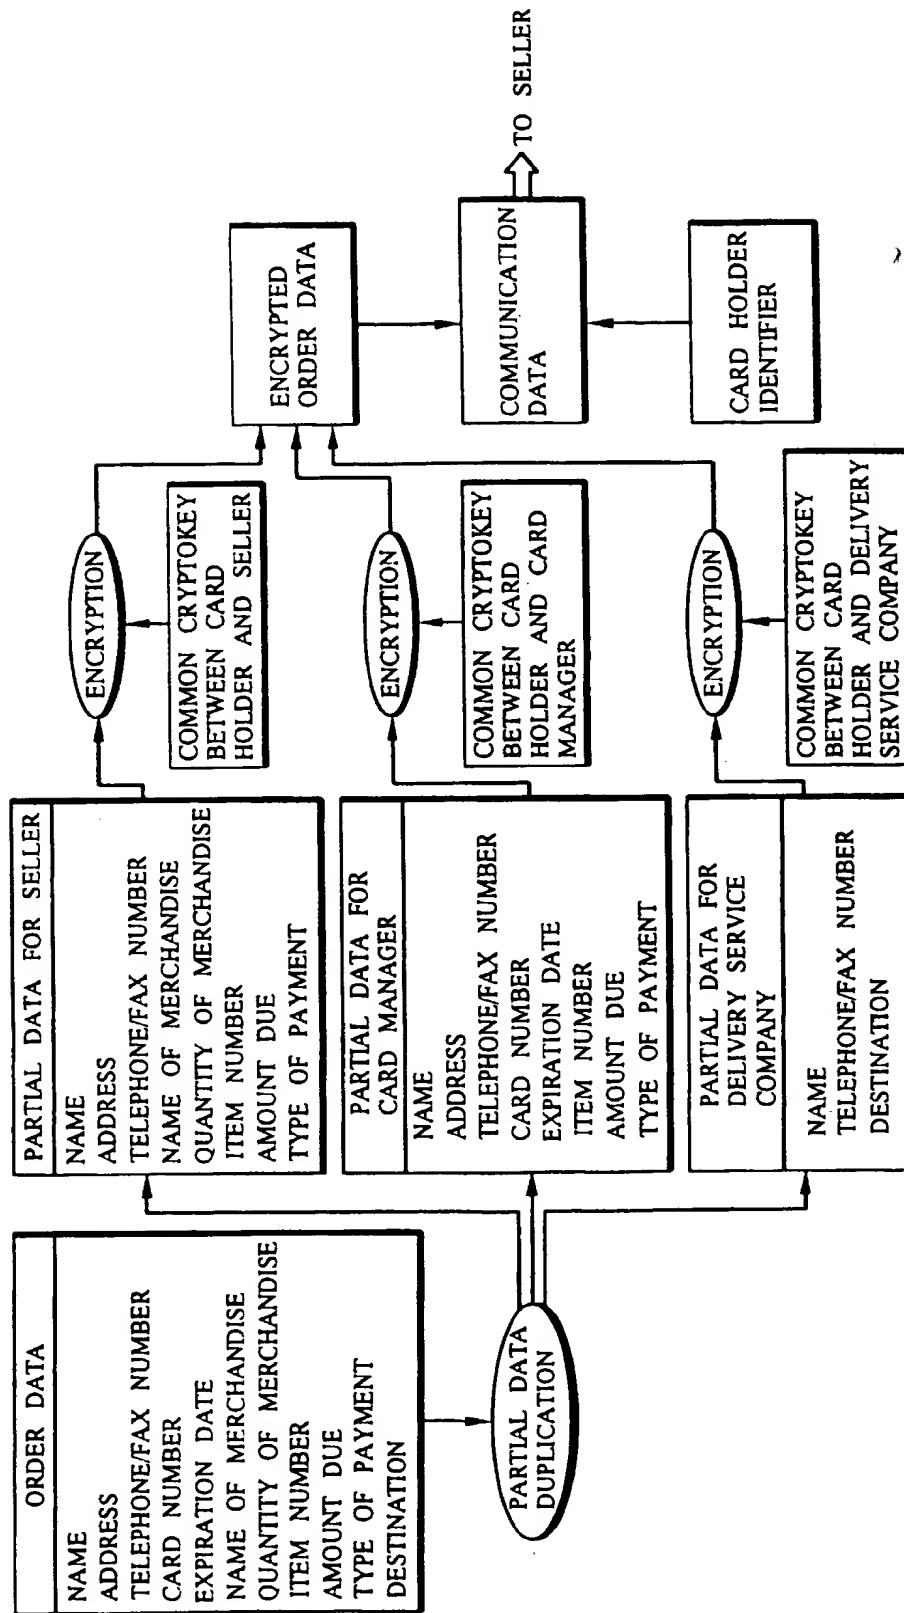 ORDER DATA
NAME
ADDRESS
TELEPHONE/FAX NUMBER
CARD NUMBER
EXPIRATION DATE
NAME OF MERCHANDISE
QUANTITY OF MERCHANDISE
ITEM NUMBER
AMOUNT DUE
TYPE OF PAYMENT
DESTINATION
PARTIAL DATA
DUPLICATION
PARTIAL DATA FOR SELLER
NAME
ADDRESS
TELEPHONE/FAX NUMBER
NAME OF MERCHANDISE
QUANTITY OF MERCHANDISE
ITEM NUMBER
AMOUNT DUE
TYPE OF PAYMENT
PARTIAL DATA FOR
CARD MANAGER
NAME
ADDRESS
TELEPHONE/FAX NUMBER
CARD NUMBER
EXPIRATION DATE
ITEM NUMBER
AMOUNT DUE
TYPE OF PAYMENT
PARTIAL DATA FOR
DELIVERY SERVICE
COMPANY
NAME
TELEPHONE/FAX NUMBER
DESTINATION
ENCRYPTION
COMMON CRYPTOKEY
BETWEEN CARD
HOLDER AND SELLER
ENCRYPTION
COMMON CRYPTOKEY
BETWEEN CARD
HOLDER AND CARD
MANAGER
ENCRYPTION
COMMON CRYPTOKEY
BETWEEN CARD
HOLDER AND DELIVERY
SERVICE COMPANY
ENCRYPTED
ORDER DATA
COMMUNICATION
DATA
TO SELLER
CARD HOLDER
IDENTIFIER